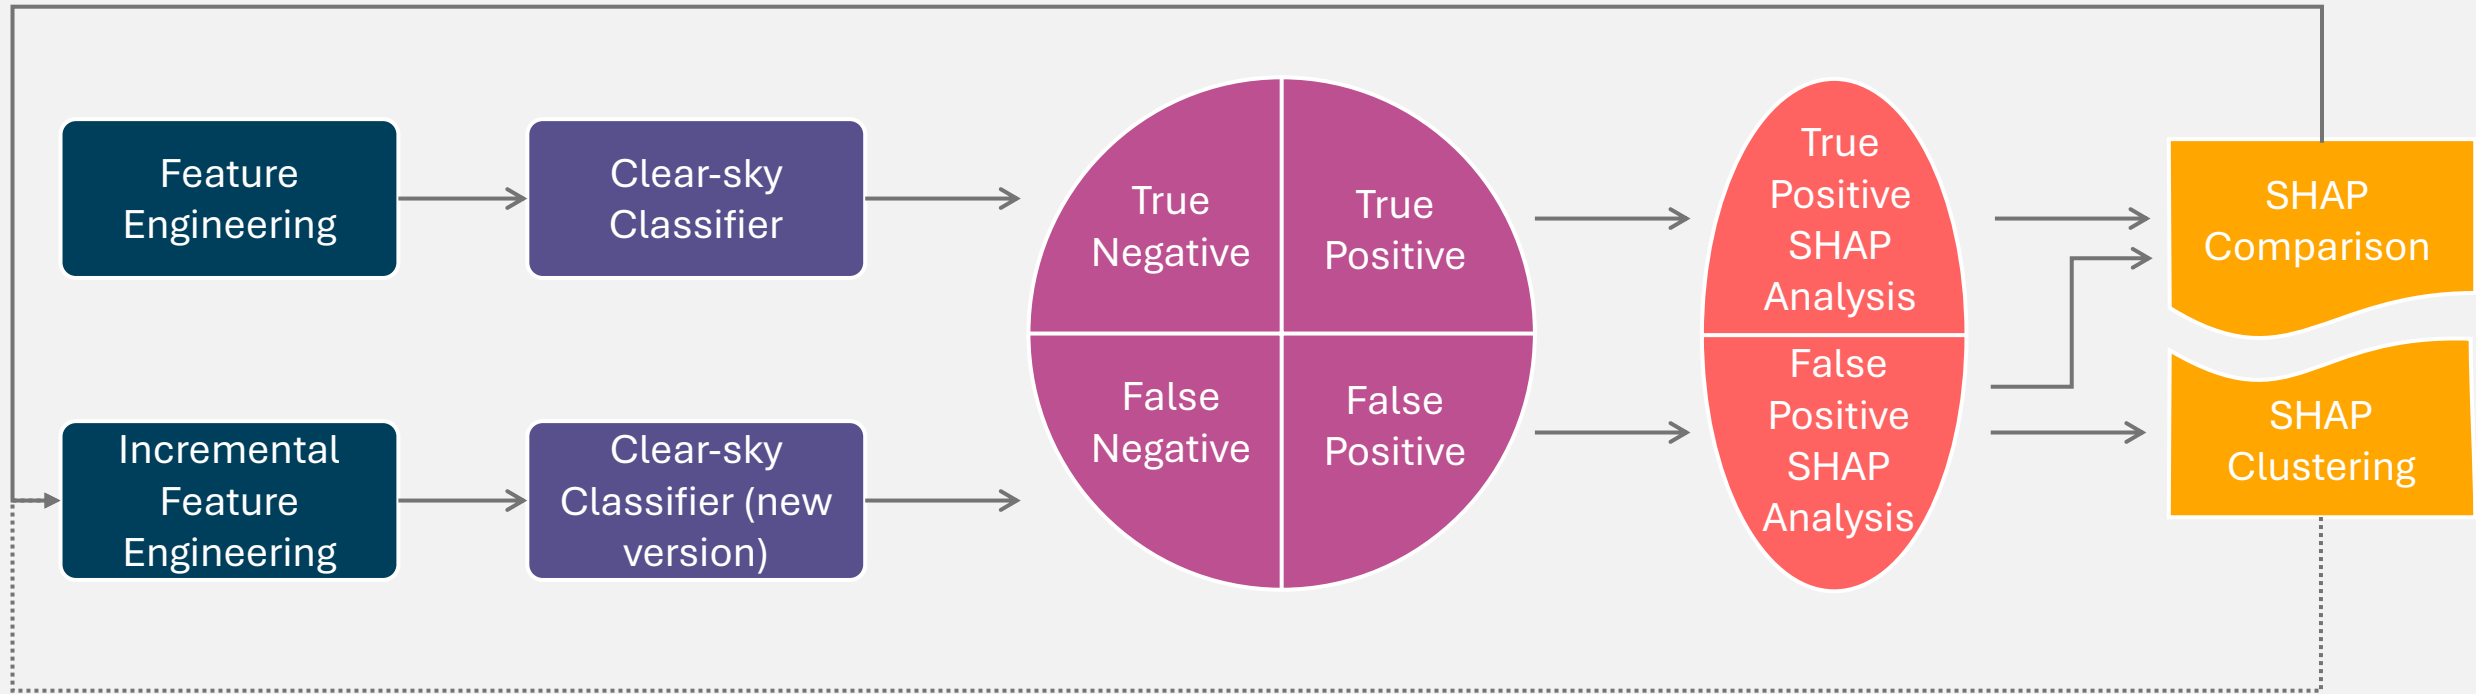 Feature
Engineering
Clear-sky
Classifier
True
Negative
True
Positive
True
Positive
SHAP
Analysis
SHAP
Comparison
Incremental
Feature
Engineering
Clear-sky
Classifier (new
version)
False
Negative
False
Positive
False
Positive
SHAP
Analysis
SHAP
Clustering